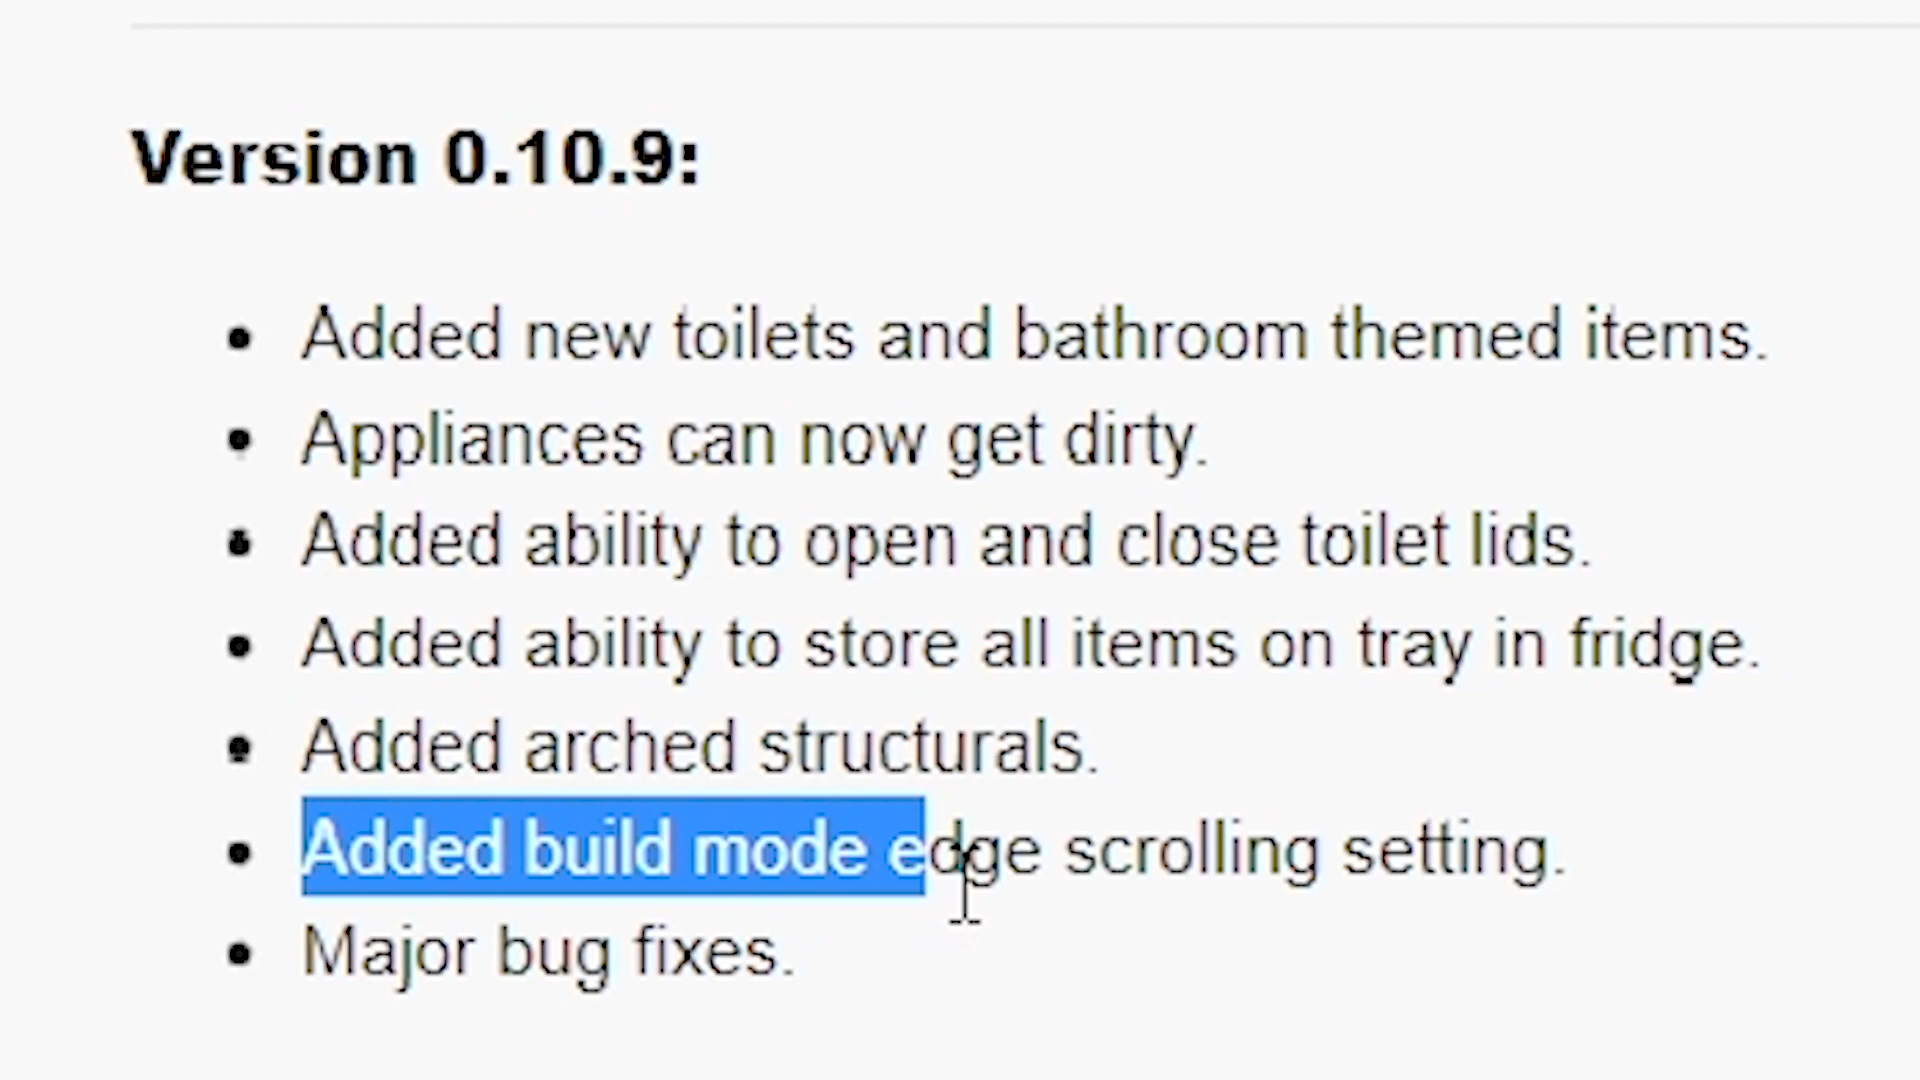 Version 0.10.9:
Added new toilets and bathroom themed items.
Appliances can now get dirty.
Added ability to open and close toilet lids.
Added ability to store all items on tray in fridge.
Added arched structurals.
Added build mode edge scrolling setting.
Major bug fixes.